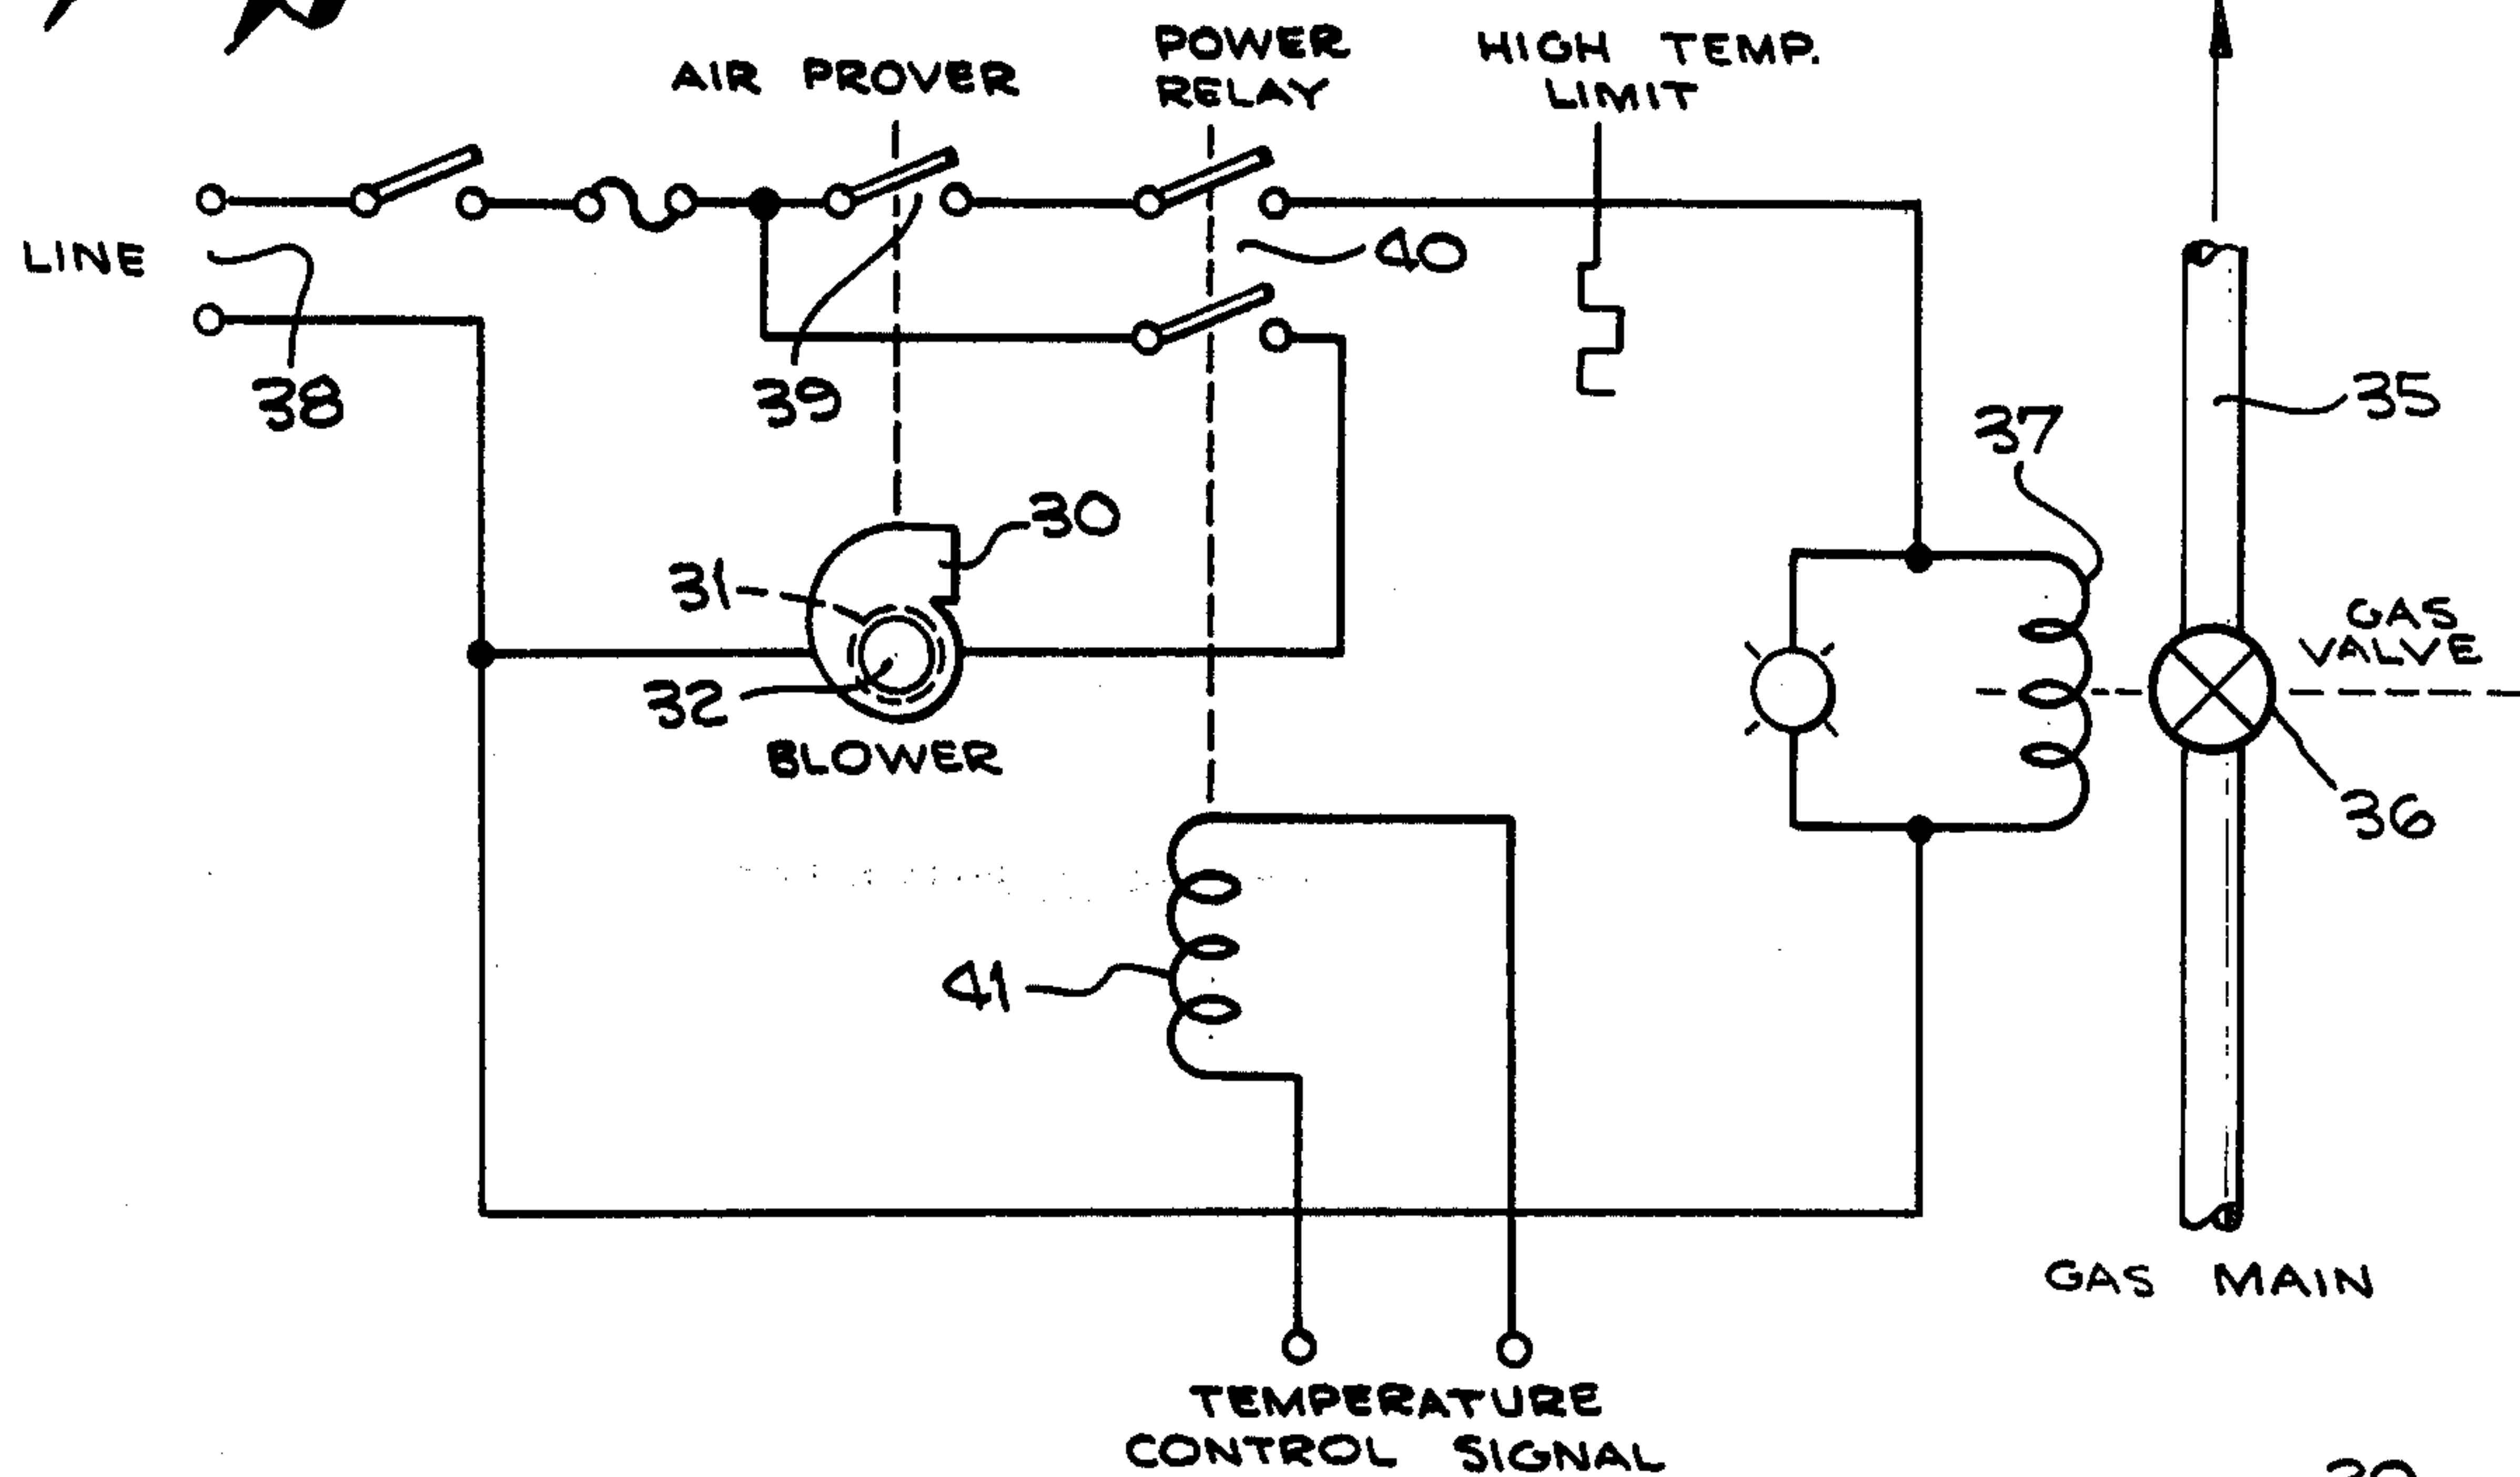 AIR PROVER
POWER
RELAY
HIGH TEMP.
LIMIT
LINE
40
38
39
35
37
30
31
GAS
VALVE
32
BLOWER
36
41
GAS MAIN
TEMPERATURE
CONTROL SIGNAL